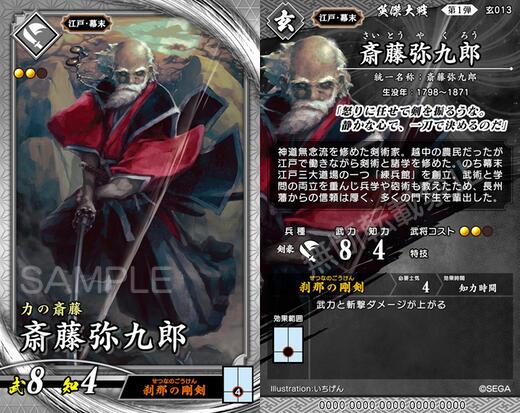 江戸・幕末
SAMPLE
力の斎藤
斎藤弥九郎
武8 知4
せつなのごうけん
刹那の剛剣
4
玄
江戸・幕末
英傑大戦
第1弾
玄013
さいとう や く ろう
斎藤弥九郎
統一名称：斎藤弥九郎
生没年：1798～1871
「怒りに任せて剣を振るうな。
静かな心で、一刀で決めるのだ」
神道無念流を修めた剣術家。越中の農民だったが
江戸で働きながら剣術と諸学を修めた。のち幕末
江戸三大道場の一つ「練兵館」を創立。武術と学
問の両立を重んじ兵学や砲術も教えたため、長州
藩からの信頼は厚く、多くの門下生を輩出した。
兵種 武力 知力 武将コスト
剣豪 8 4 特技
せつなのごうけん
刹那の剛剣
必要士気
4
効果時間
知力時間
武力と斬撃ダメージが上がる
効果範囲
無断転載禁止
Illustration：いちげん
©SEGA
0000 0000 0000 0000 0000